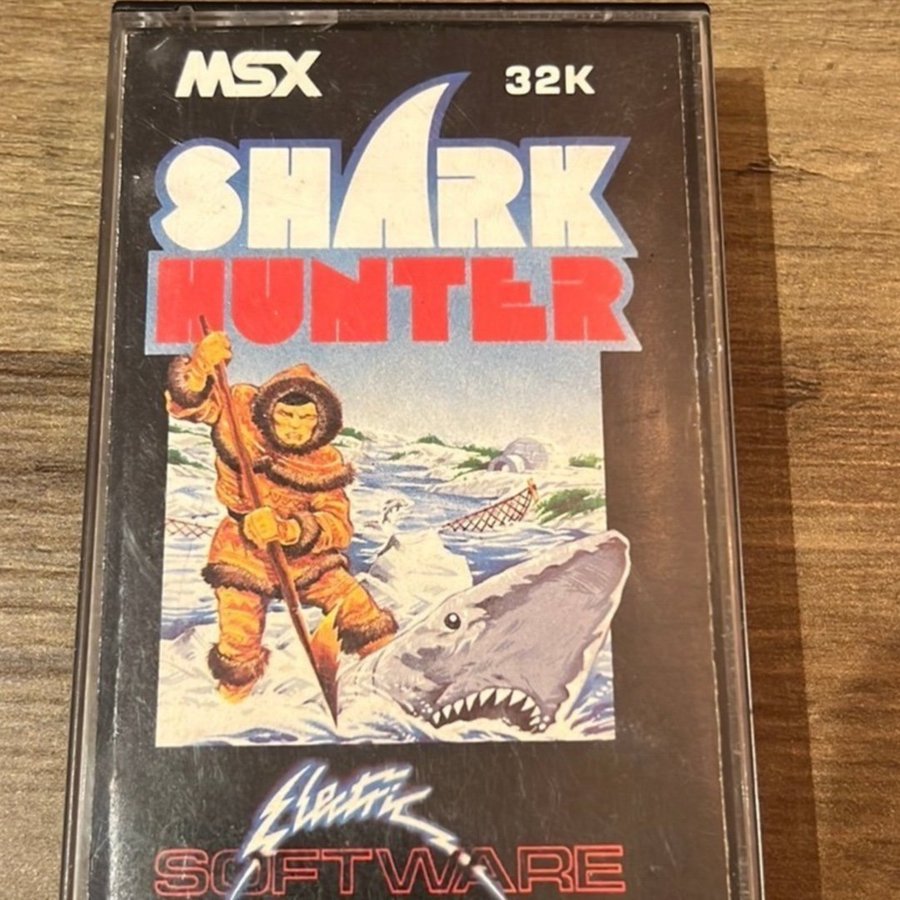 MSX 32K
SHARK
HUNTER
Electric
SOFTWARE